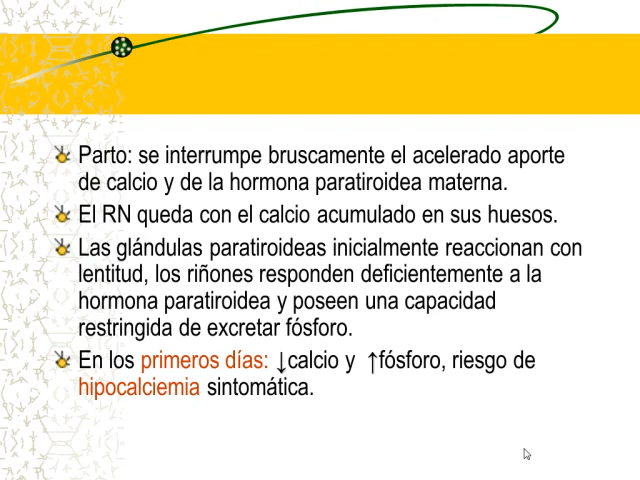 Parto: se interrumpe bruscamente el acelerado aporte
de calcio y de la hormona paratiroidea materna.
El RN queda con el calcio acumulado en sus huesos.
Las glándulas paratiroideas inicialmente reaccionan con
lentitud, los riñones responden deficientemente a la
hormona paratiroidea y poseen una capacidad
restringida de excretar fósforo.
En los primeros días: ↓calcio y ↑fósforo, riesgo de
hipocalciemia sintomática.